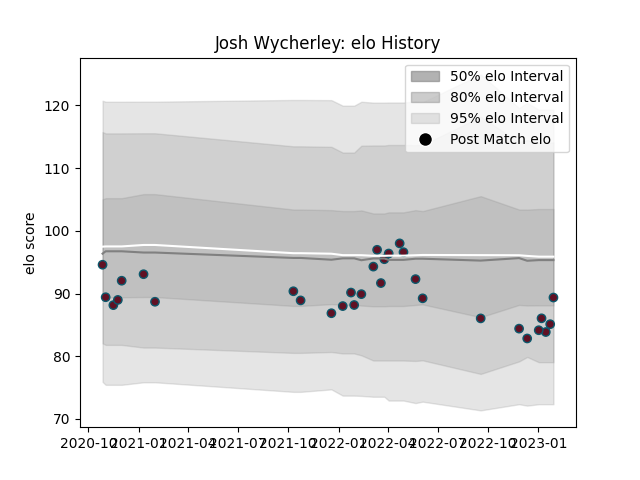 Josh Wycherley: elo History
50% elo Interval
80% elo Interval
95% elo Interval
Post Match elo
elo score
120
110
100
90
80
70
2020-10 2021-01 2021-04 2021-07 2021-10 2022-01 2022-04 2022-07 2022-10 2023-01